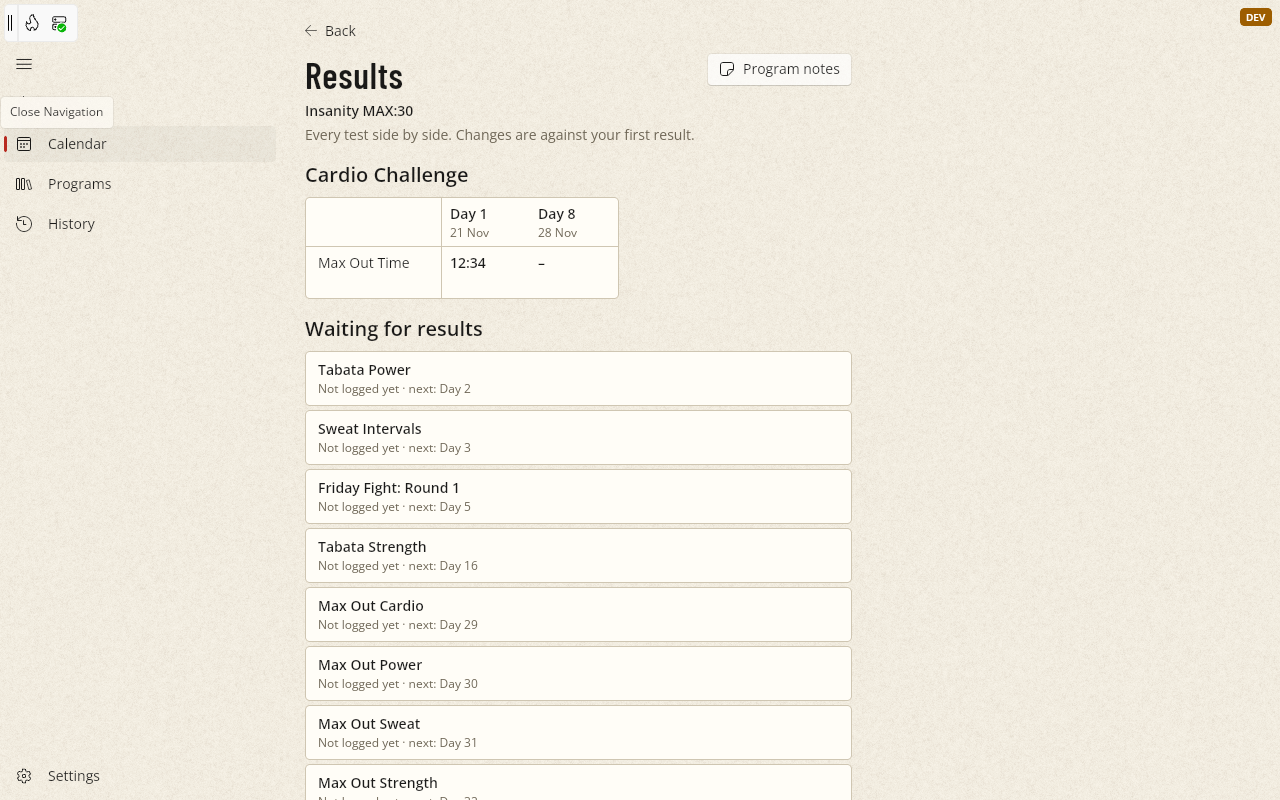 DEV
Back
Results
Program notes
Insanity MAX:30
Every test side by side. Changes are against your first result.
Close Navigation
Calendar
Programs
History
Settings
Cardio Challenge
Day 1 Day 8
21 Nov 28 Nov
Max Out Time 12:34 –
Waiting for results
Tabata Power
Not logged yet · next: Day 2
Sweat Intervals
Not logged yet · next: Day 3
Friday Fight: Round 1
Not logged yet · next: Day 5
Tabata Strength
Not logged yet · next: Day 16
Max Out Cardio
Not logged yet · next: Day 29
Max Out Power
Not logged yet · next: Day 30
Max Out Sweat
Not logged yet · next: Day 31
Max Out Strength